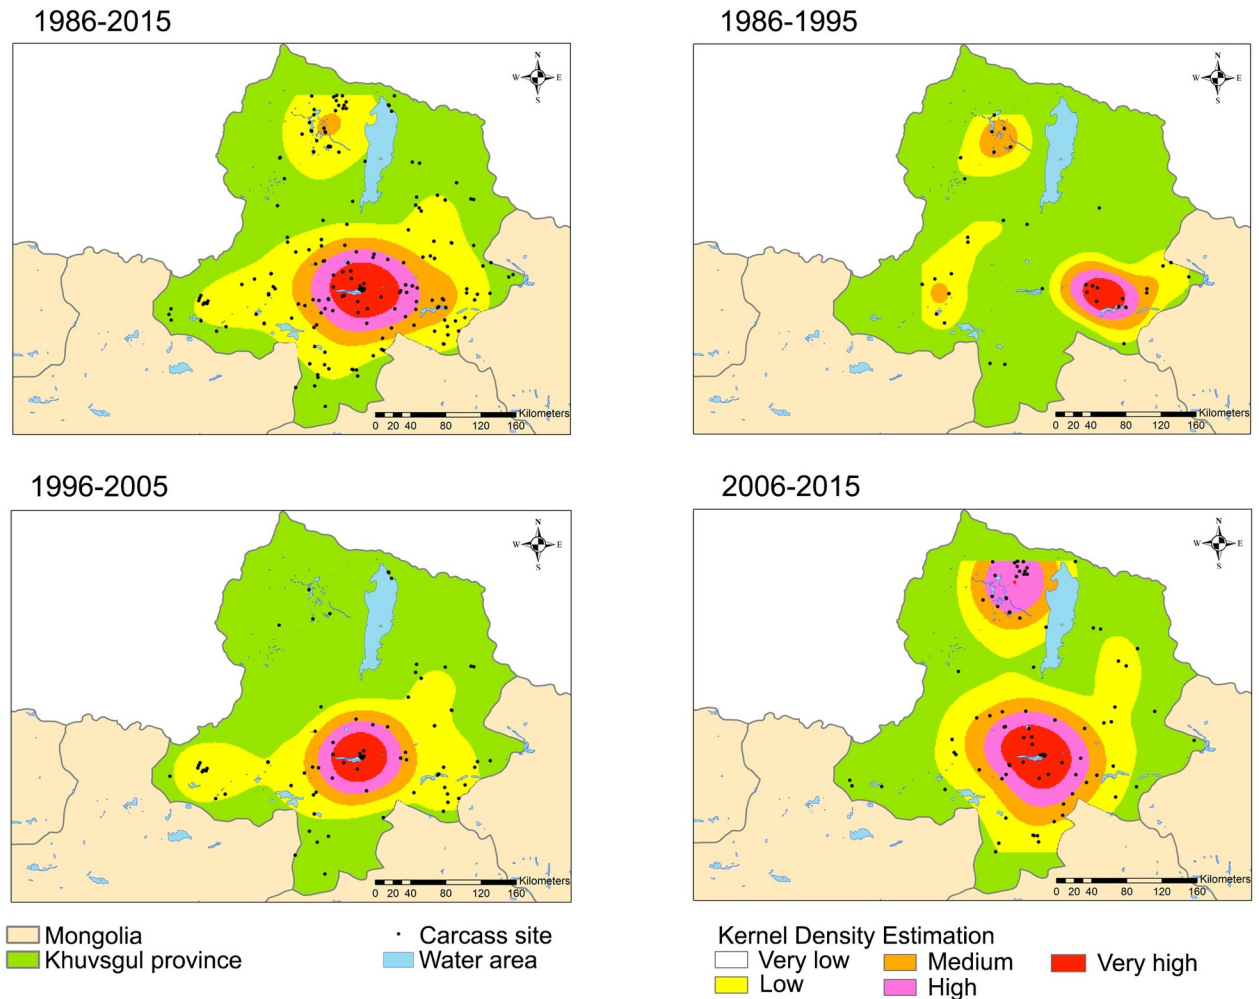 1986-2015
1986-1995
N
W E
S
N
W E
S
Kilometers
0 20 40 80 120 160
Kilometers
0 20 40 80 120 160
1996-2005
2006-2015
N
W E
S
N
W E
S
Kilometers
0 20 40 80 120 160
Kilometers
0 20 40 80 120 160
Mongolia
Khuvsgul province
Carcass site
Water area
Kernel Density Estimation
Very low
Low
Medium
High
Very high